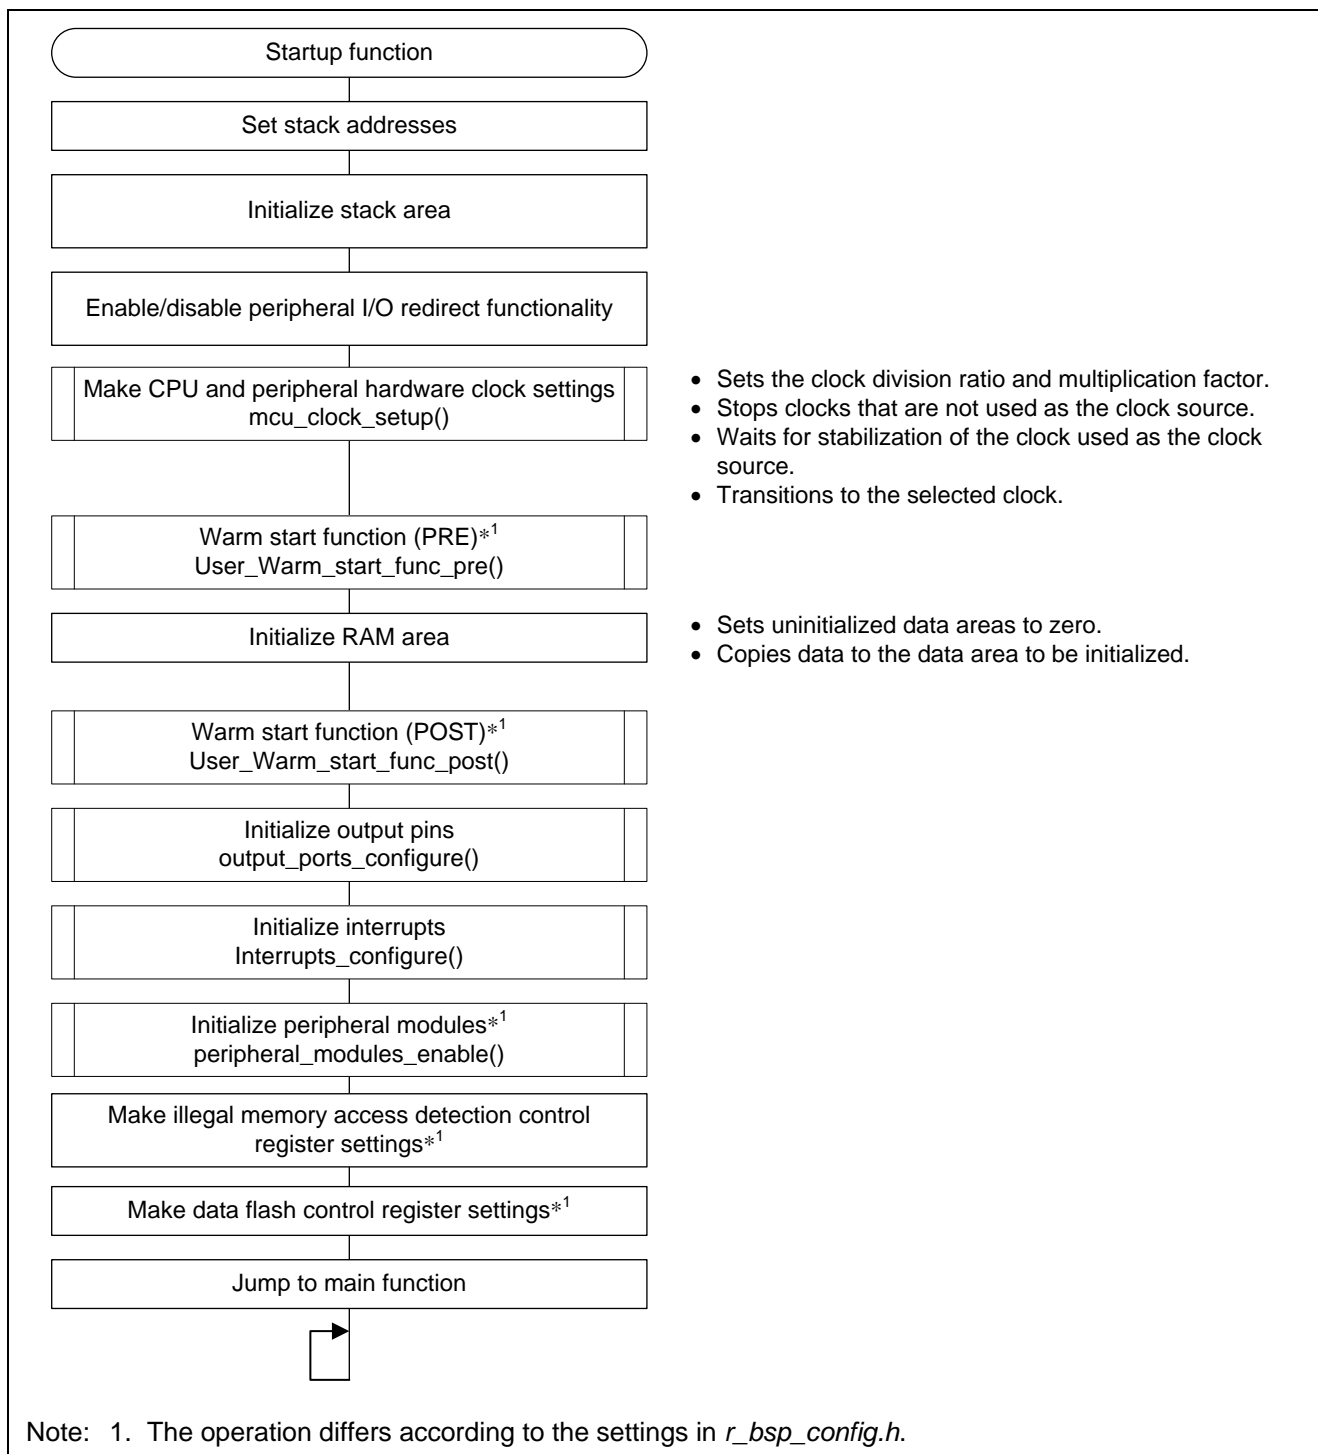 Startup function
Set stack addresses
Initialize stack area
Enable/disable peripheral I/O redirect functionality
Make CPU and peripheral hardware clock settings
mcu_clock_setup()
• Sets the clock division ratio and multiplication factor.
• Stops clocks that are not used as the clock source.
• Waits for stabilization of the clock used as the clock
source.
• Transitions to the selected clock.
Warm start function (PRE)*1
User_Warm_start_func_pre()
Initialize RAM area
• Sets uninitialized data areas to zero.
• Copies data to the data area to be initialized.
Warm start function (POST)*1
User_Warm_start_func_post()
Initialize output pins
output_ports_configure()
Initialize interrupts
Interrupts_configure()
Initialize peripheral modules*1
peripheral_modules_enable()
Make illegal memory access detection control
register settings*1
Make data flash control register settings*1
Jump to main function
Note: 1. The operation differs according to the settings in r_bsp_config.h.